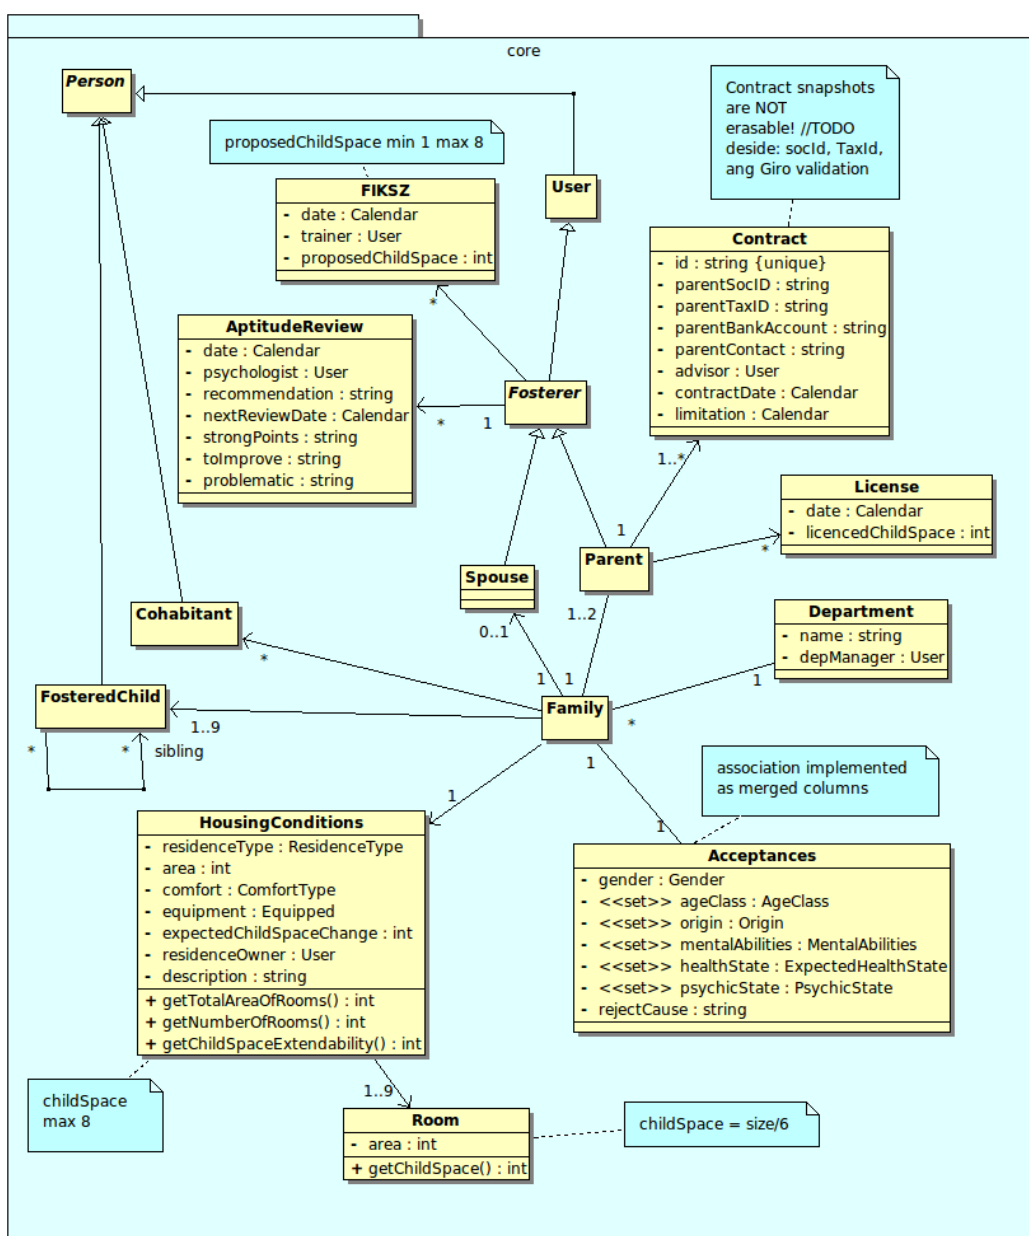 core
Person
Contract snapshots
are NOT
erasable! //TODO
deside: socId, TaxId,
ang Giro validation
proposedChildSpace min 1 max 8
User
FIKSZ
- date : Calendar
- trainer : User
- proposedChildSpace : int
Contract
- id : string {unique}
- parentSocID : string
- parentTaxID : string
- parentBankAccount : string
- parentContact : string
- advisor : User
- contractDate : Calendar
- limitation : Calendar
*
AptitudeReview
- date : Calendar
- psychologist : User
- recommendation : string
- nextReviewDate : Calendar
- strongPoints : string
- toImprove : string
- problematic : string
Fosterer
* 1
1..*
1
License
- date : Calendar
- licencedChildSpace : int
*
Parent
Spouse
Cohabitant
0..1
1..2
Department
- name : string
- depManager : User
*
1 1
1
FosteredChild
Family
1..9
*
* * sibling
1
association implemented
as merged columns
1
1
HousingConditions
- residenceType : ResidenceType
- area : int
- comfort : ComfortType
- equipment : Equipped
- expectedChildSpaceChange : int
- residenceOwner : User
- description : string
+ getTotalAreaOfRooms() : int
+ getNumberOfRooms() : int
+ getChildSpaceExtendability() : int
Acceptances
- gender : Gender
- <<set>> ageClass : AgeClass
- <<set>> origin : Origin
- <<set>> mentalAbilities : MentalAbilities
- <<set>> healthState : ExpectedHealthState
- <<set>> psychicState : PsychicState
- rejectCause : string
childSpace
max 8
1..9
Room
- area : int
+ getChildSpace() : int
childSpace = size/6